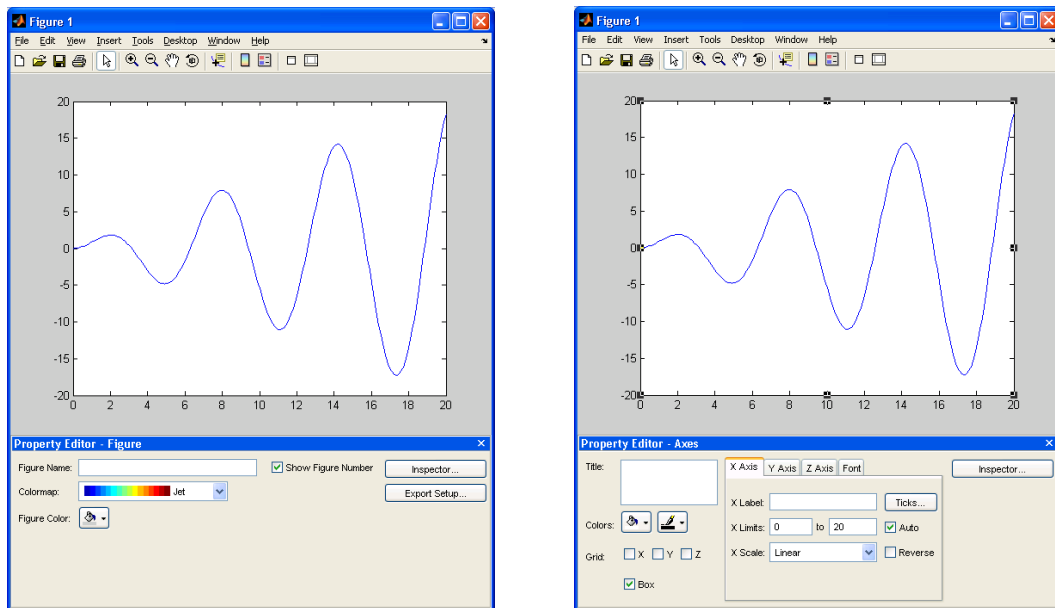 Figure 1
File Edit View Insert Tools Desktop Window Help
20
15
10
5
0
-5
-10
-15
-20
0 2 4 6 8 10 12 14 16 18 20
Property Editor - Figure
Figure Name:
Show Figure Number
Inspector...
Colormap:
Jet
Export Setup...
Figure Color:
Figure 1
File Edit View Insert Tools Desktop Window Help
20
15
10
5
0
-5
-10
-15
-20
0 2 4 6 8 10 12 14 16 18 20
Property Editor - Axes
Title:
X Axis Y Axis Z Axis Font
Inspector...
X Label:
Ticks...
Colors:
X Limits: 0 to 20
Auto
Grid: X Y Z
X Scale: Linear
Reverse
Box